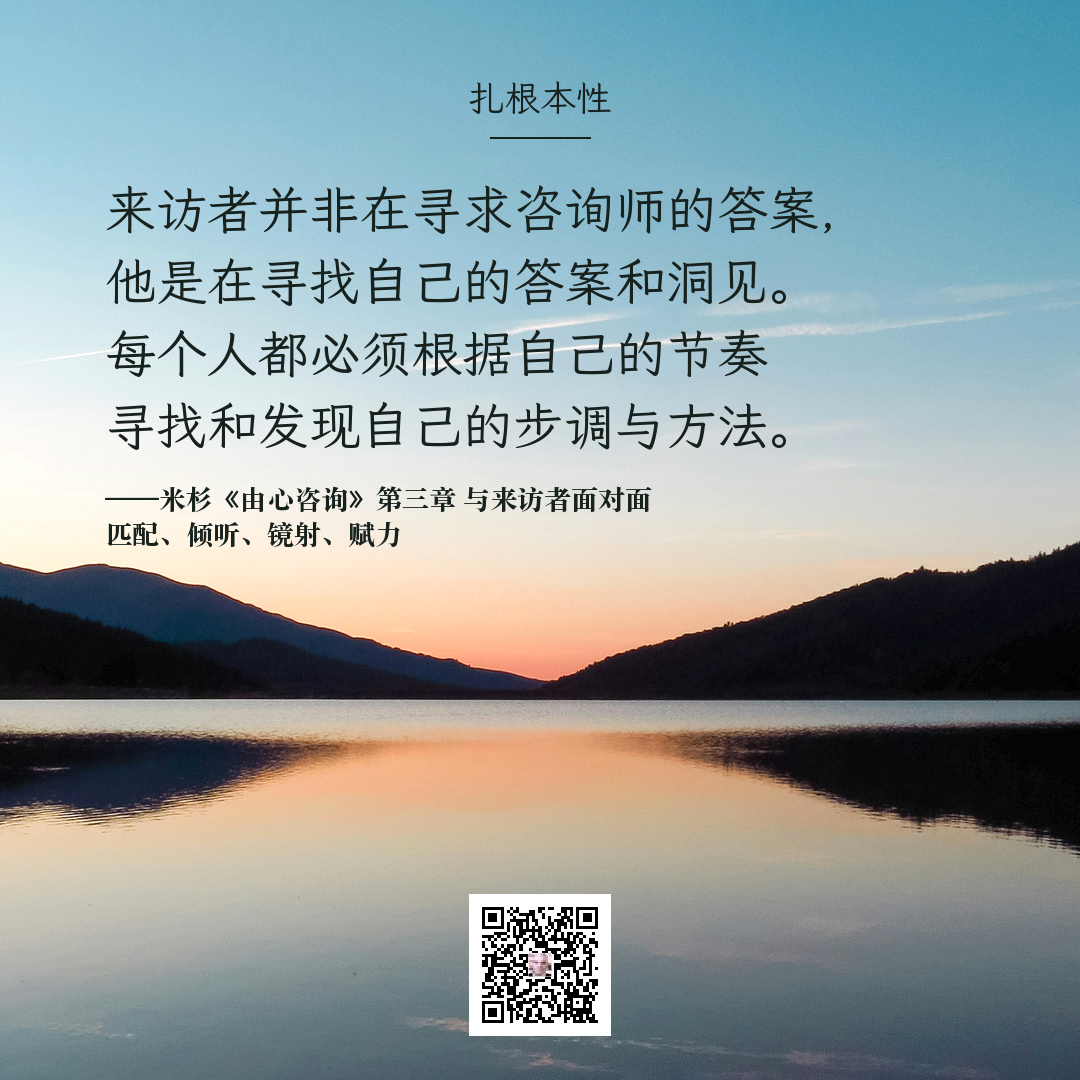 扎根本性
来访者并非在寻求咨询师的答案,
他是在寻找自己的答案和洞见。
每个人都必须根据自己的节奏
寻找和发现自己的步调与方法。
——米杉《由心咨询》第三章 与来访者面对面
匹配、倾听、镜射、赋力